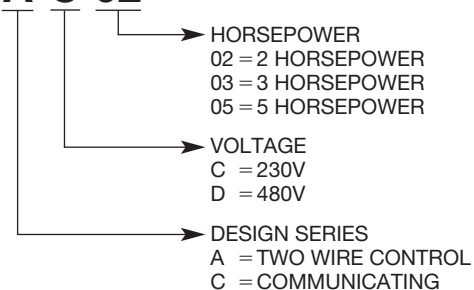 HORSEPOWER
02 = 2 HORSEPOWER
03 = 3 HORSEPOWER
05 = 5 HORSEPOWER
VOLTAGE
C = 230V
D = 480V
DESIGN SERIES
A = TWO WIRE CONTROL
C = COMMUNICATING